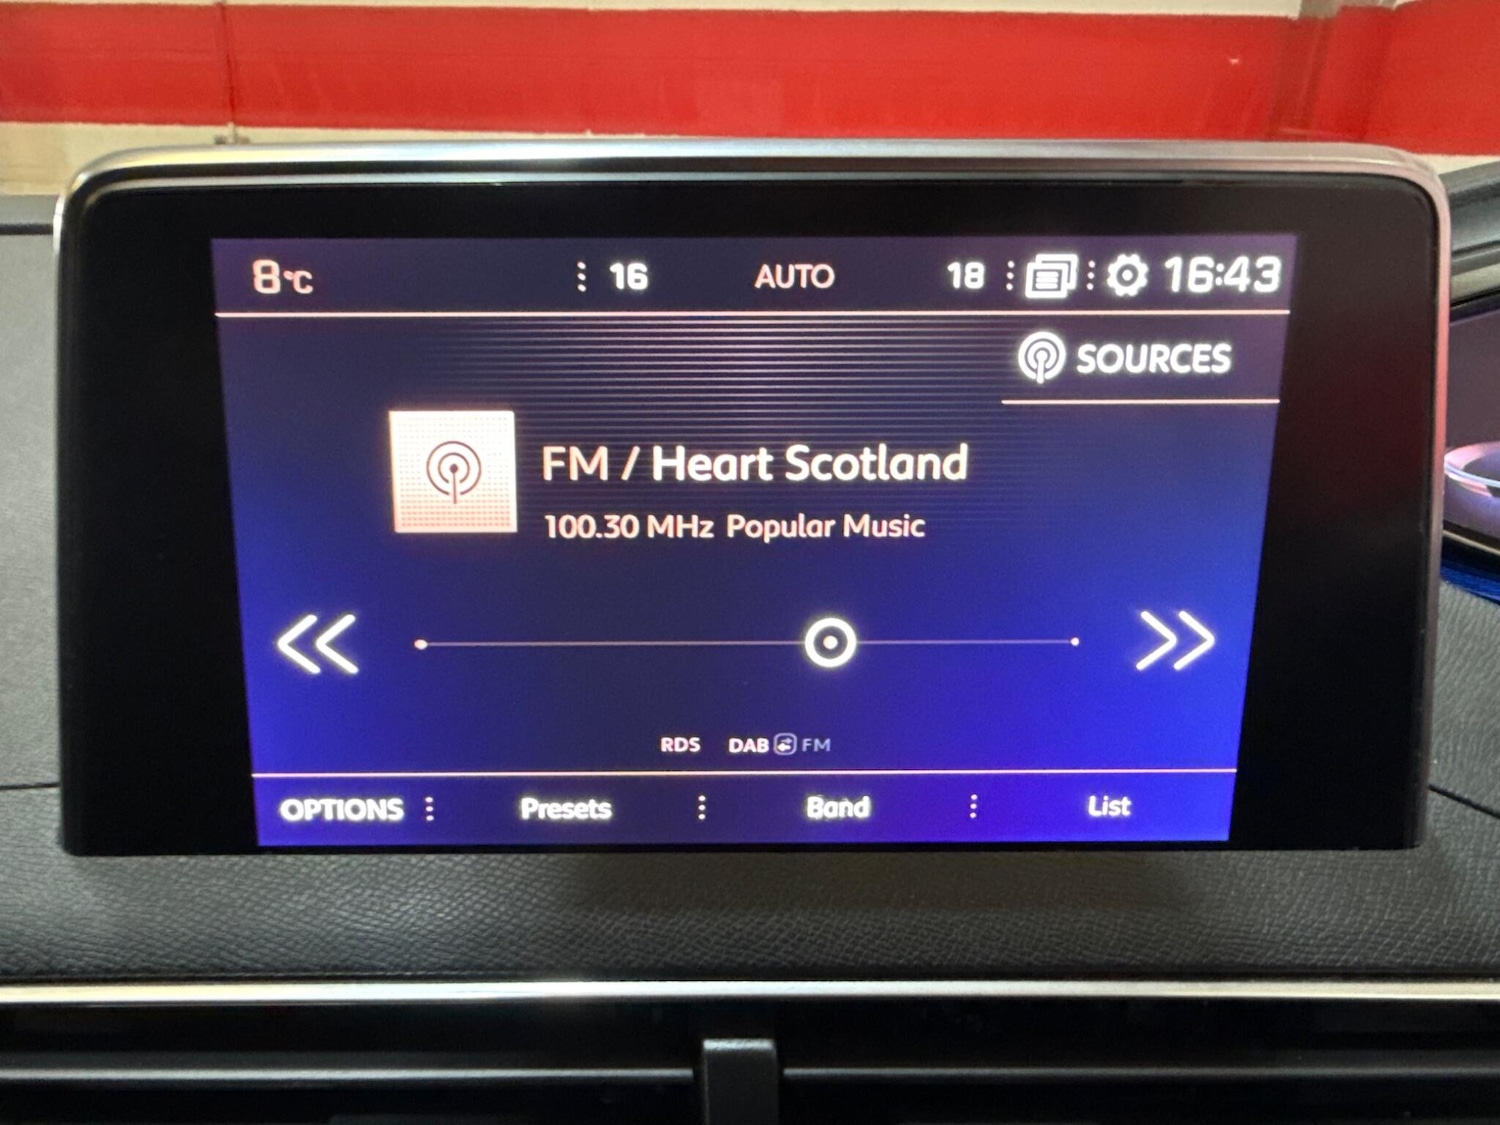 8°C 16 AUTO 18 16:43
SOURCES
FM / Heart Scotland
100.30 MHz Popular Music
RDS DAB FM
OPTIONS Presets Band List